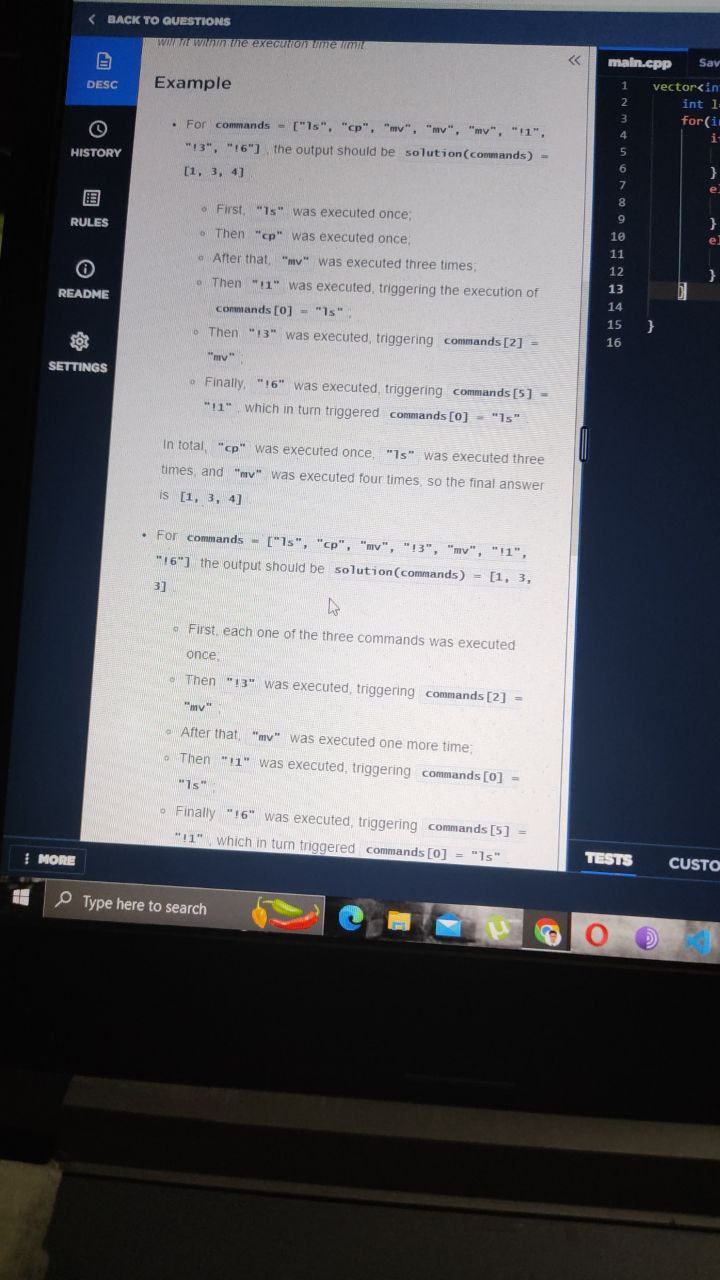 BACK TO QUESTIONS
will fit within the execution time limit.
DESC
HISTORY
RULES
README
SETTINGS
MORE
Example
• For commands = ["ls", "cp", "mv", "mv", "mv", "!1",
"!3", "!6"] , the output should be solution(commands) =
[1, 3, 4]
First, "ls" was executed once;
Then "cp" was executed once;
After that, "mv" was executed three times;
Then "!1" was executed, triggering the execution of
commands[0] = "ls" ;
Then "!3" was executed, triggering commands[2] =
"mv" ;
Finally, "!6" was executed, triggering commands[5] =
"!1" , which in turn triggered commands[0] = "ls"
In total, "cp" was executed once, "ls" was executed three
times, and "mv" was executed four times, so the final answer
is [1, 3, 4]
• For commands = ["ls", "cp", "mv", "!3", "mv", "!1",
"!6"] the output should be solution(commands) = [1, 3,
3]
First, each one of the three commands was executed
once;
Then "!3" was executed, triggering commands[2] =
"mv"
After that, "mv" was executed one more time;
Then "!1" was executed, triggering commands[0] =
"ls" ;
Finally "!6" was executed, triggering commands[5] =
"!1" , which in turn triggered commands[0] = "ls"
main.cpp Sav
1 vector<in
2 int l
3 for(i
4 i
5
6 }
7 el
8
9 }
10 el
11
12 }
13 }
14
15 }
16
TESTS CUSTO
Type here to search